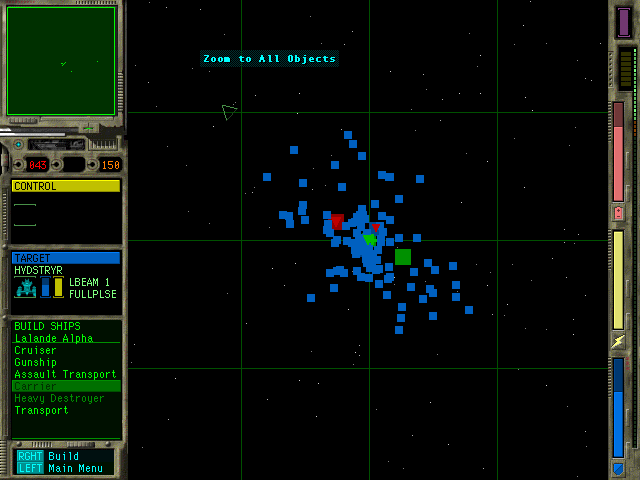 Zoom to All Objects
043 150
CONTROL
TARGET
HVDSTRYR
LBEAM 1
FULLPLSE
BUILD SHIPS
Lalande Alpha
Cruiser
Gunship
Assault Transport
Carrier
Heavy Destroyer
Transport
RGHT Build
LEFT Main Menu